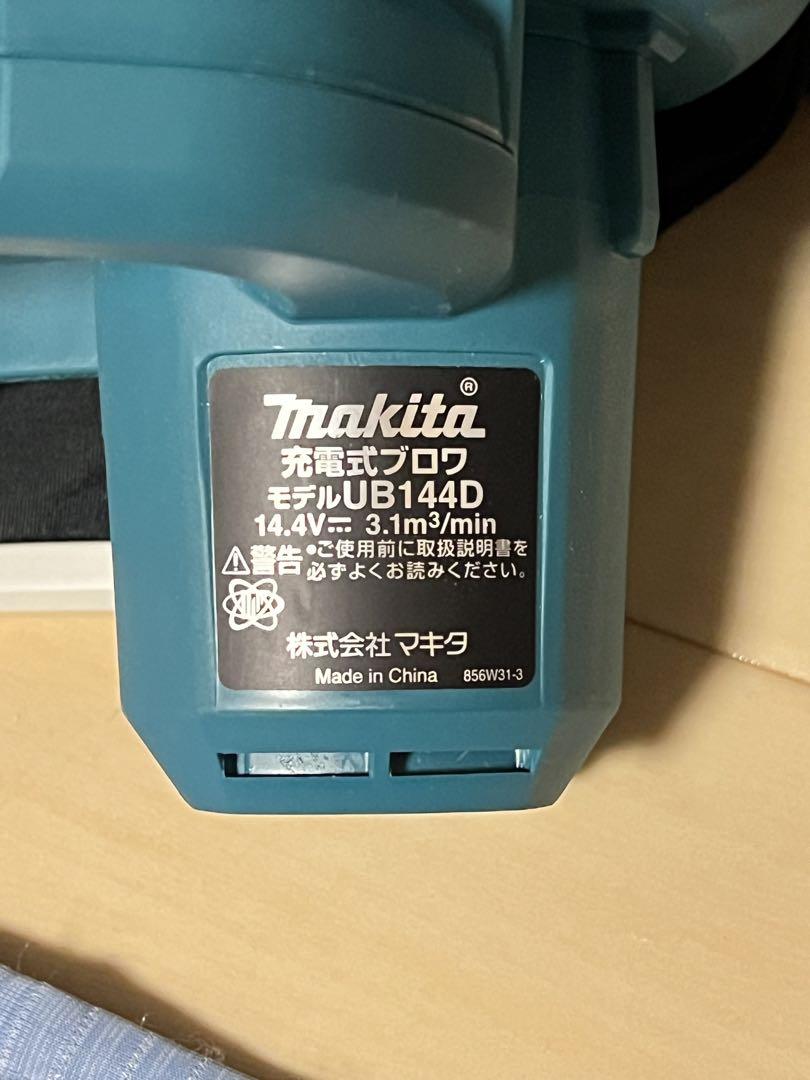 makita®
充電式ブロワ
モデルUB144D
14.4V⎓ 3.1m³/min
⚠警告 •ご使用前に取扱説明書を
必ずよくお読みください。
株式会社マキタ
Made in China 856W31-3